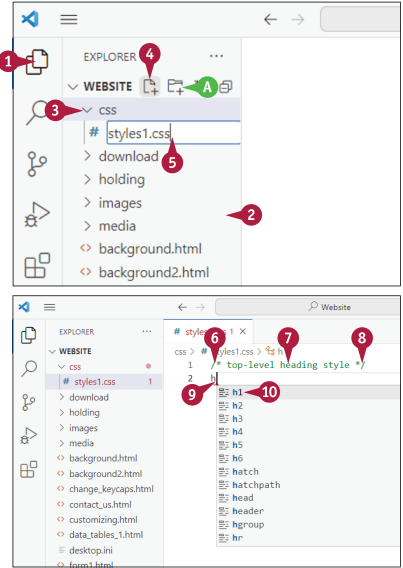 EXPLORER
...
4
1
WEBSITE
A
3
css
# styles1.css
5
download
holding
images
2
media
<> background.html
<> background2.html
Website
EXPLORER
...
# styles1.css 1 ×
6
7
8
WEBSITE
css > # styles1.css > h
css
1 /* top-level heading style */
# styles1.css 1
2 h
9
h1
10
download
h2
holding
h3
images
h4
media
h5
<> background.html
h6
<> background2.html
hatch
<> change_keycaps.html
hatchpath
<> contact_us.html
head
<> customizing.html
header
<> data_tables_1.html
hgroup
desktop.ini
hr
<> form1.html